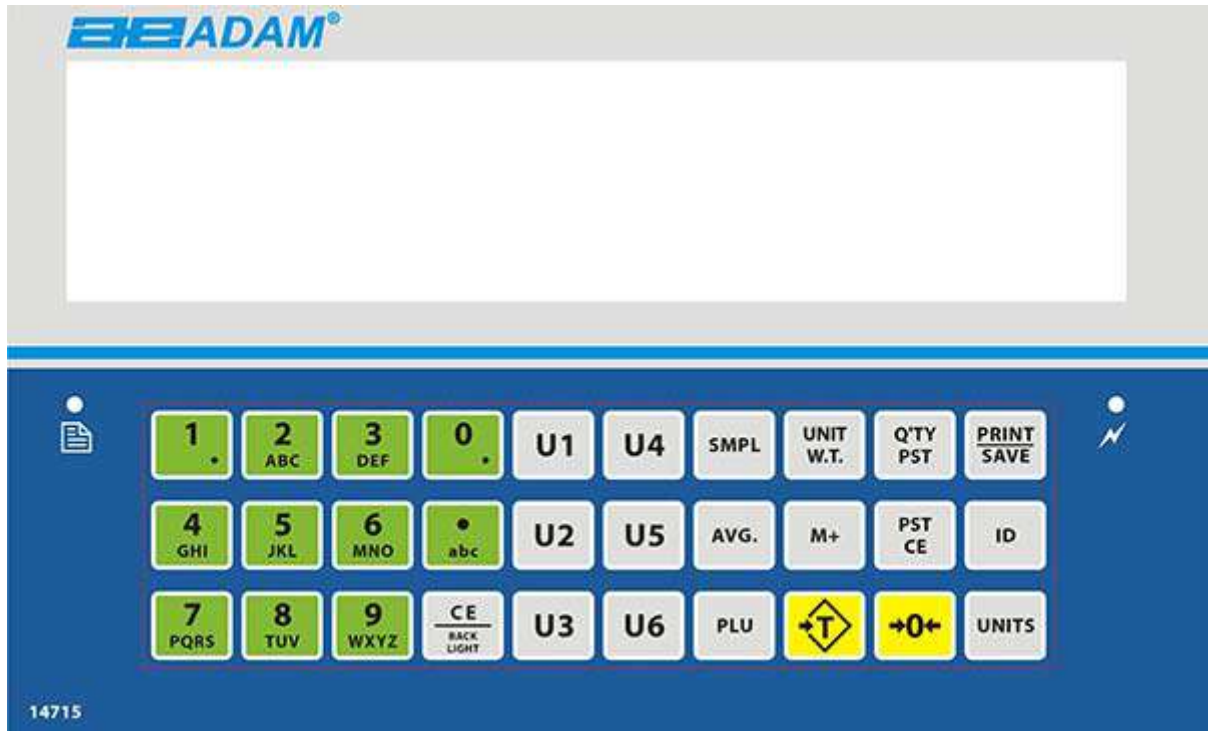 ADAM®
1 . 2 3 0 . U1 U4 SMPL UNIT Q'TY PRINT
ABC DEF W.T. PST SAVE
4 5 6 • U2 U5 AVG. M+ PST ID
GHI JKL MNO abc CE
7 8 9 CE U3 U6 PLU T 0 UNITS
PQRS TUV WXYZ BACK
LIGHT
14715